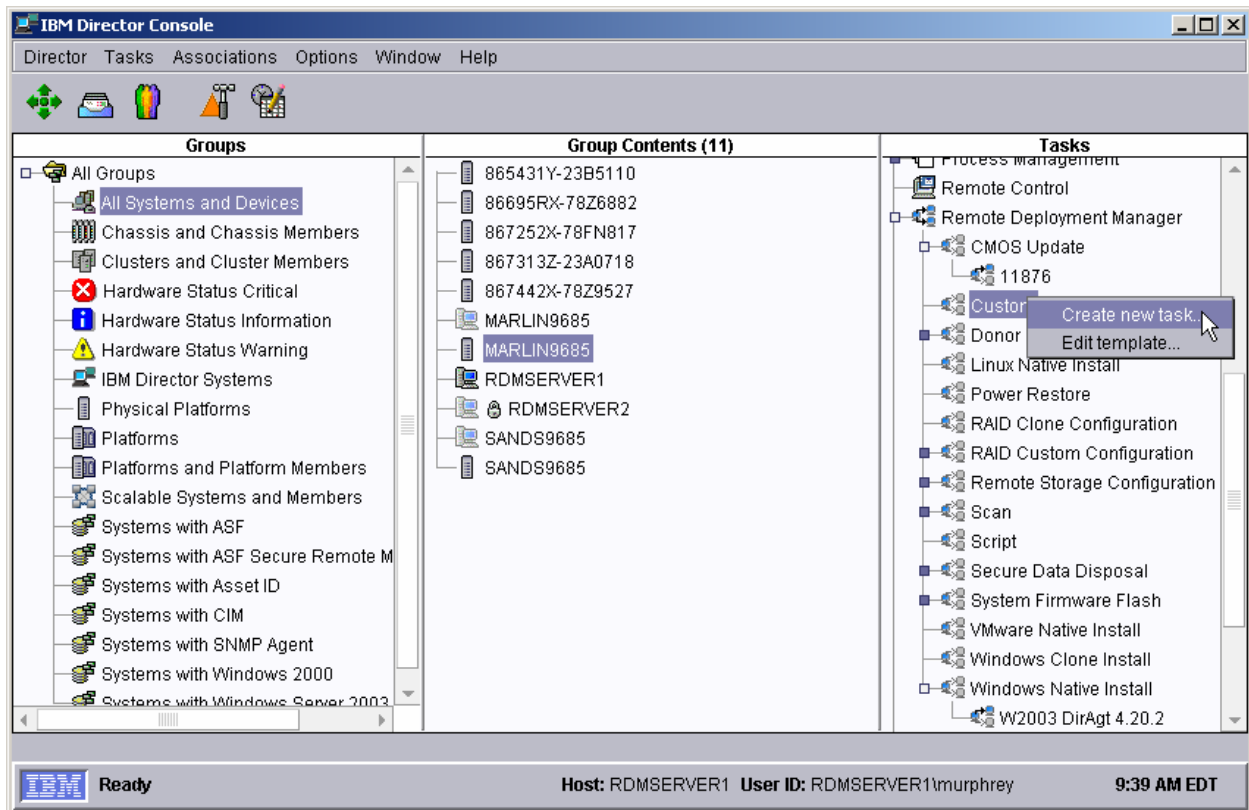 IBM Director Console
Director Tasks Associations Options Window Help
Groups
All Groups
All Systems and Devices
Chassis and Chassis Members
Clusters and Cluster Members
Hardware Status Critical
Hardware Status Information
Hardware Status Warning
IBM Director Systems
Physical Platforms
Platforms
Platforms and Platform Members
Scalable Systems and Members
Systems with ASF
Systems with ASF Secure Remote M
Systems with Asset ID
Systems with CIM
Systems with SNMP Agent
Systems with Windows 2000
Systems with Windows Server 2003
Group Contents (11)
865431Y-23B5110
86695RX-78Z6882
867252X-78FN817
867313Z-23A0718
867442X-78Z9527
MARLIN9685
MARLIN9685
RDMSERVER1
RDMSERVER2
SANDS9685
SANDS9685
Tasks
Process Management
Remote Control
Remote Deployment Manager
CMOS Update
11876
Custom
Create new task...
Donor
Edit template...
Linux Native Install
Power Restore
RAID Clone Configuration
RAID Custom Configuration
Remote Storage Configuration
Scan
Script
Secure Data Disposal
System Firmware Flash
VMware Native Install
Windows Clone Install
Windows Native Install
W2003 DirAgt 4.20.2
IBM Ready Host: RDMSERVER1 User ID: RDMSERVER1\murphrey 9:39 AM EDT